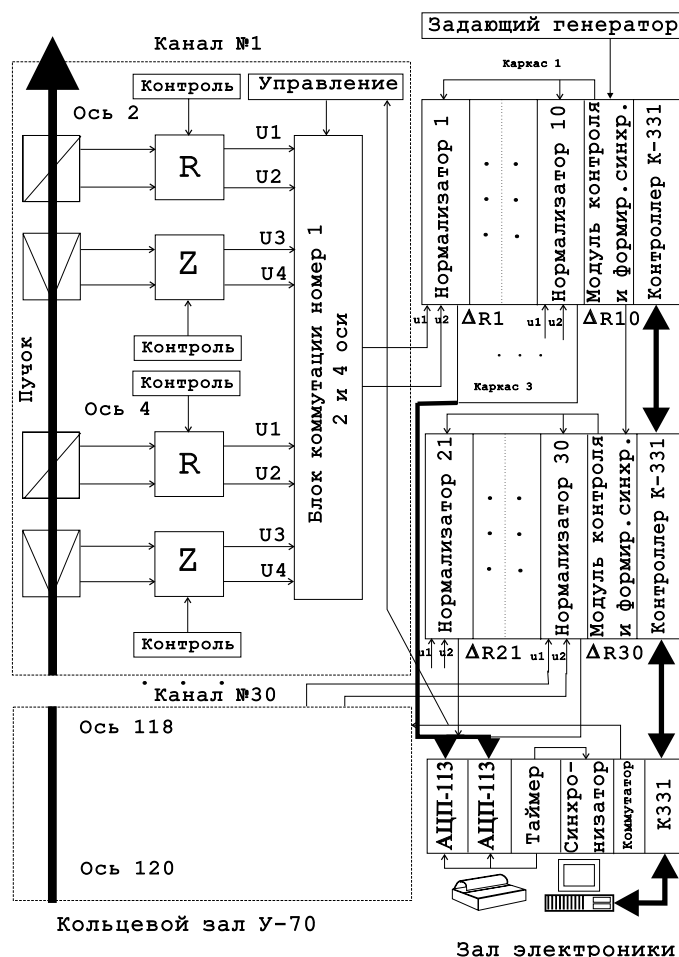 Задающий генератор
Канал №1
Каркас 1
Контроль
Управление
Ось 2
R
U1
U2
Z
U3
U4
Контроль
Блок коммутации номер 1
2 и 4 оси
Пучок
Контроль
Ось 4
R
U1
U2
Z
U3
U4
Контроль
Нормализатор 1
Нормализатор 10
Модуль контроля
и формир.синхр.
Контроллер К-331
u1 u2
ΔR1
u1 u2
ΔR10
Каркас 3
Нормализатор 21
Нормализатор 30
Модуль контроля
и формир.синхр.
Контроллер К-331
u1 u2
ΔR21
u1 u2
ΔR30
Канал №30
Ось 118
Ось 120
АЦП-113
АЦП-113
Таймер
Синхро-
низатор
Коммутатор
К331
Кольцевой зал У-70
Зал электроники